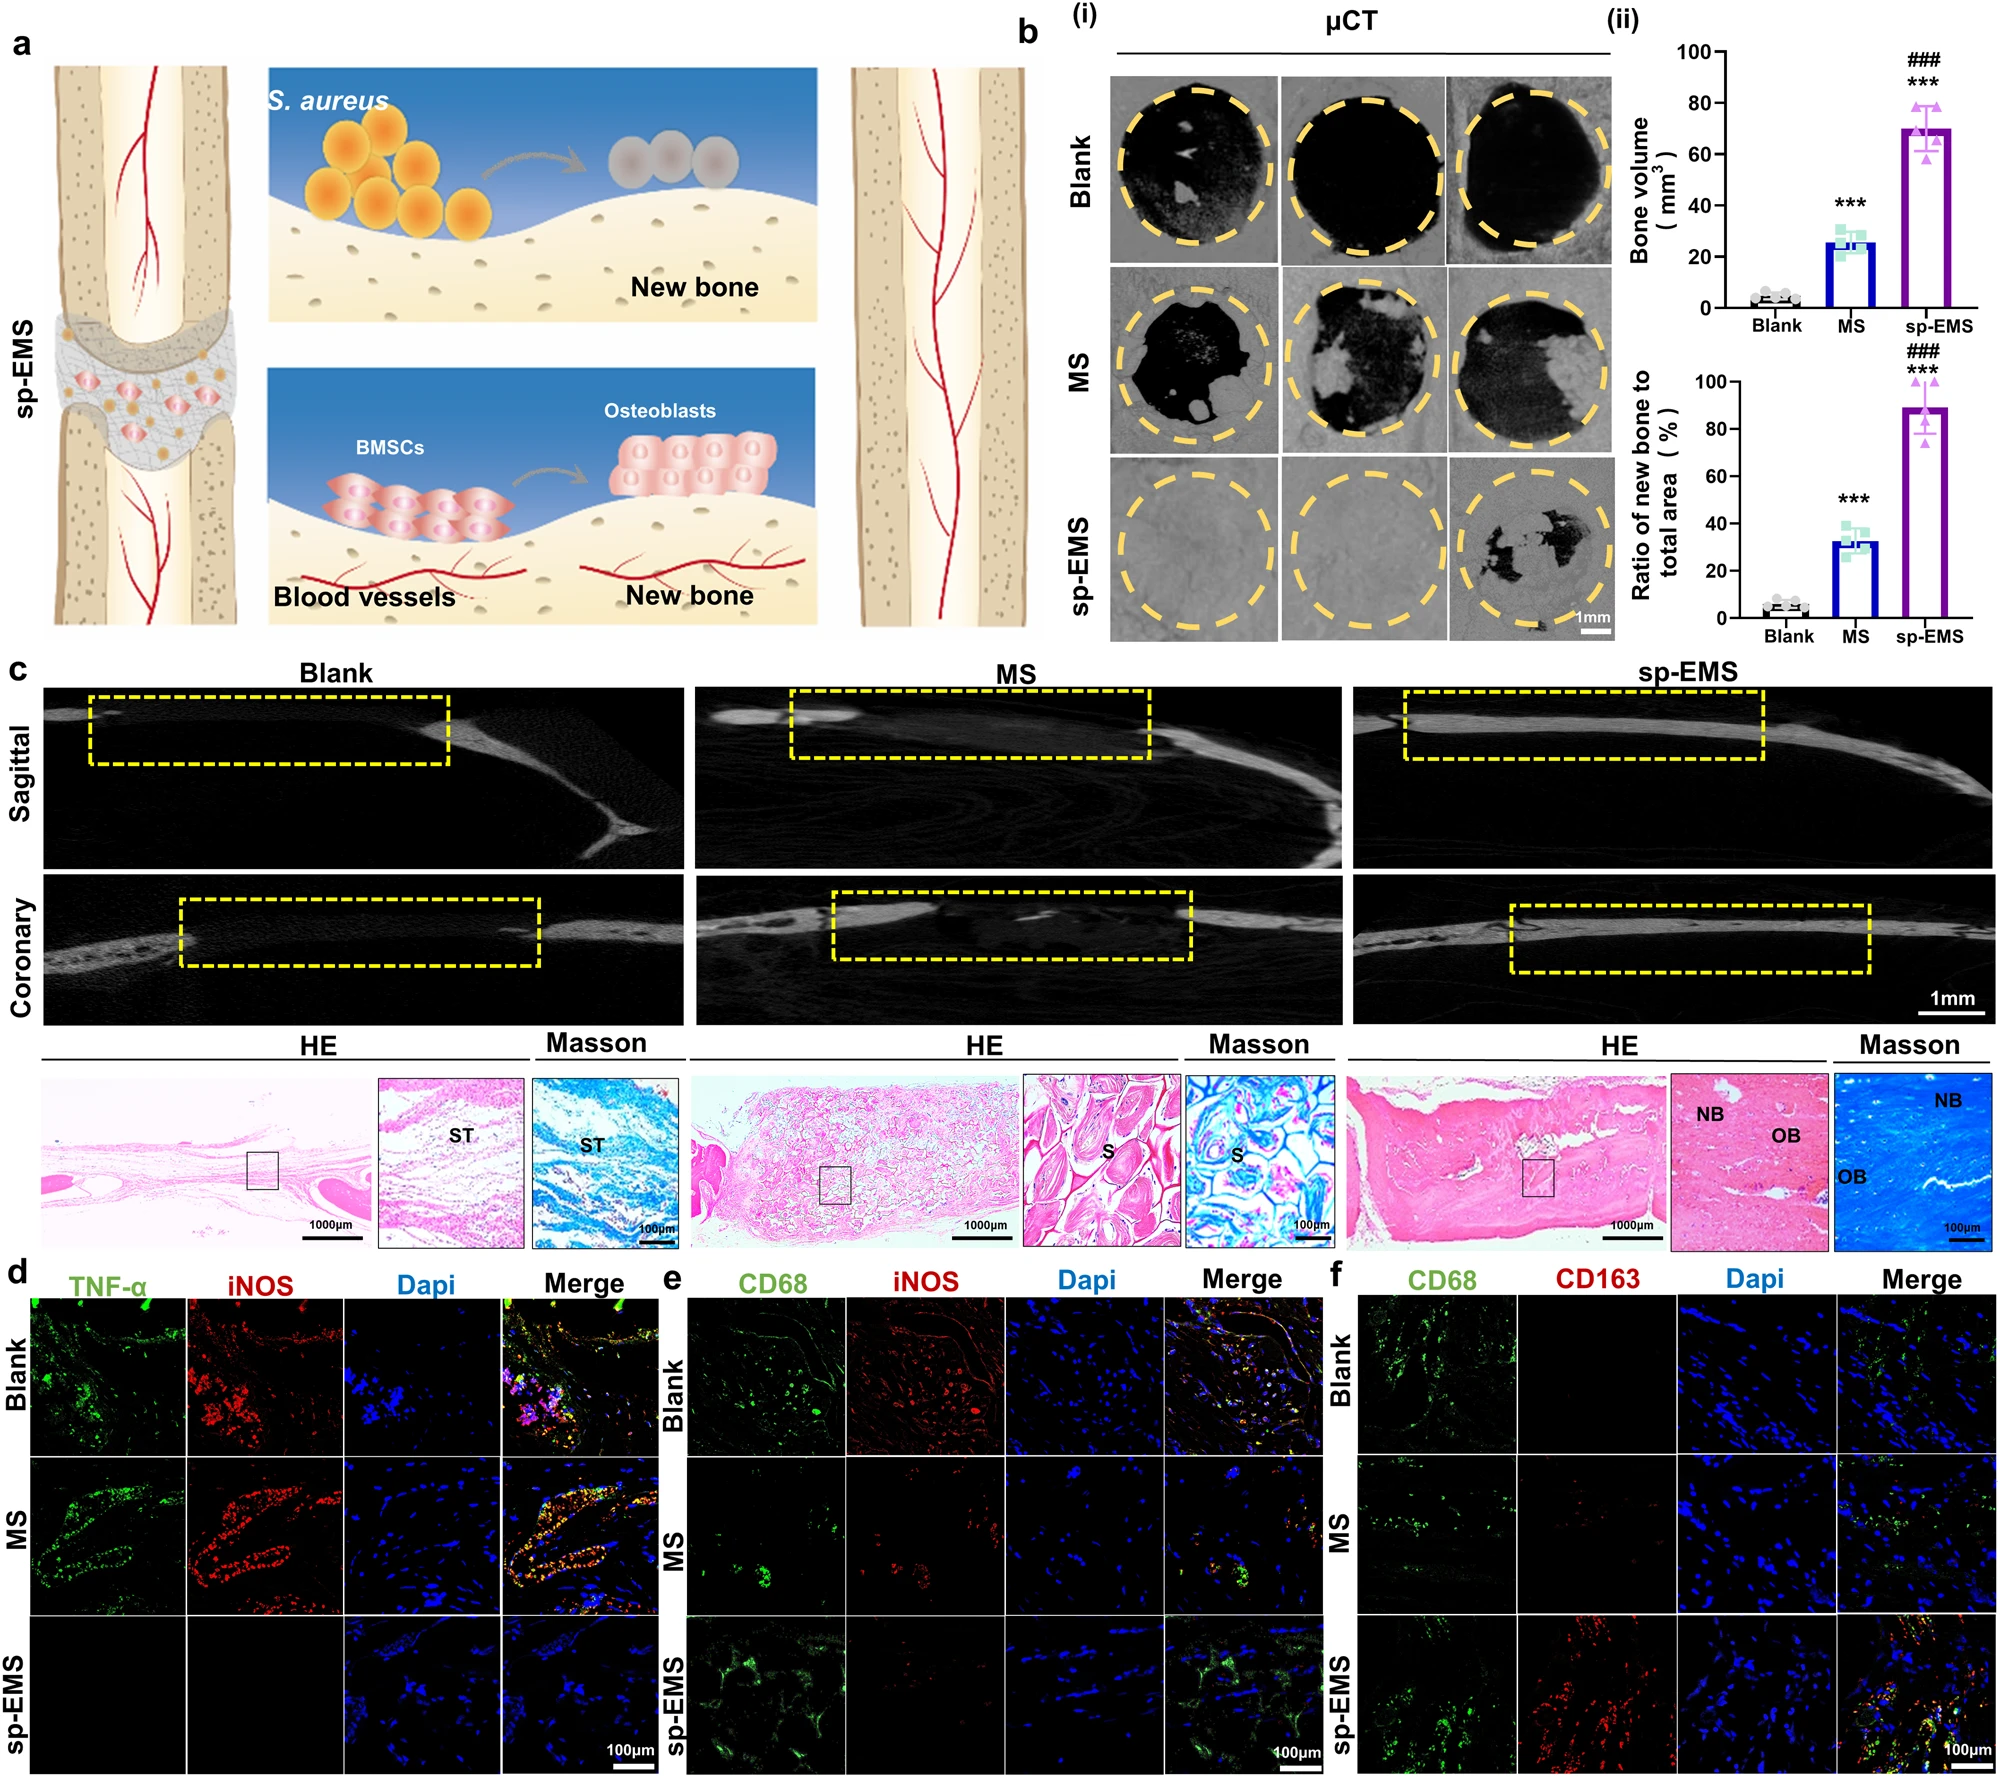 a
sp-EMS
S. aureus
New bone
BMSCs
Osteoblasts
Blood vessels
New bone
b
(i)
µCT
Blank
MS
sp-EMS
1mm
(ii)
Bone volume
( mm³ )
100
80
60
40
20
0
###
***
***
Blank
MS
sp-EMS
Ratio of new bone to
total area ( % )
100
80
60
40
20
0
###
***
***
Blank
MS
sp-EMS
c
Blank
MS
sp-EMS
Sagittal
Coronary
1mm
HE
Masson
HE
Masson
HE
Masson
ST
ST
1000µm
100µm
S
S
1000µm
100µm
NB
OB
NB
OB
1000µm
100µm
d
TNF-α
iNOS
Dapi
Merge
Blank
MS
sp-EMS
100µm
e
CD68
iNOS
Dapi
Merge
Blank
MS
sp-EMS
100µm
f
CD68
CD163
Dapi
Merge
Blank
MS
sp-EMS
100µm